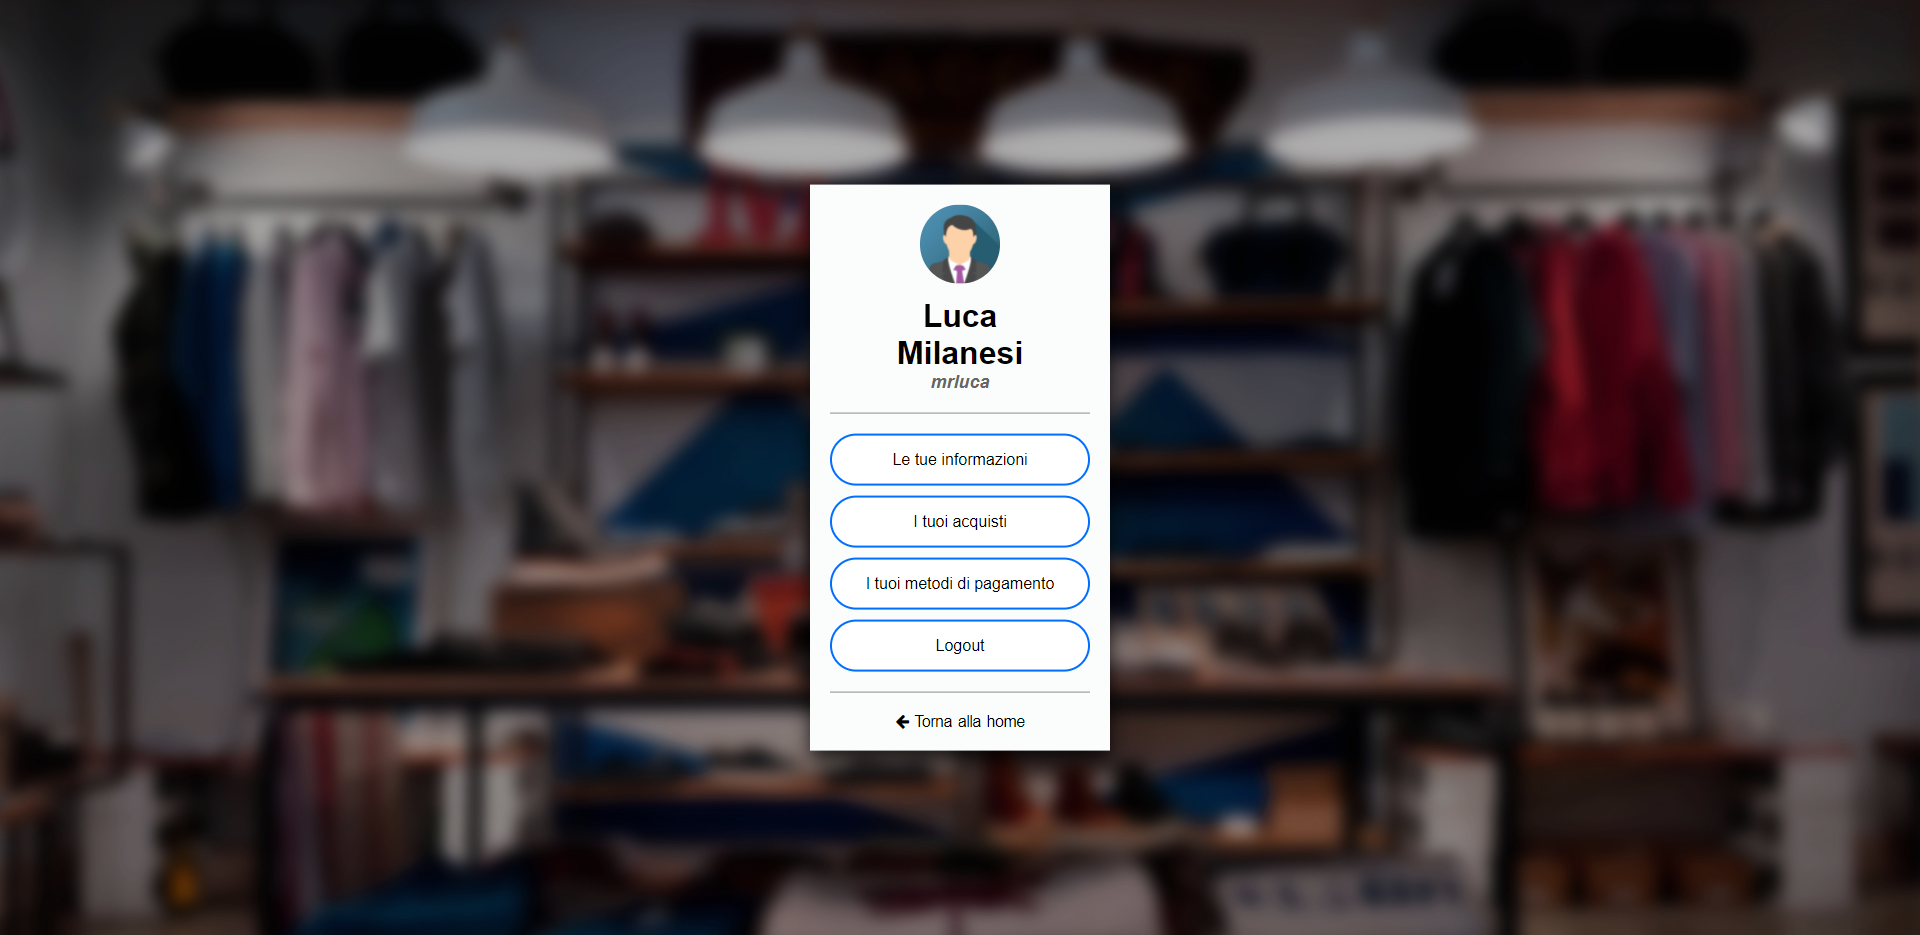 Luca
Milanesi
mrluca
Le tue informazioni
I tuoi acquisti
I tuoi metodi di pagamento
Logout
Torna alla home